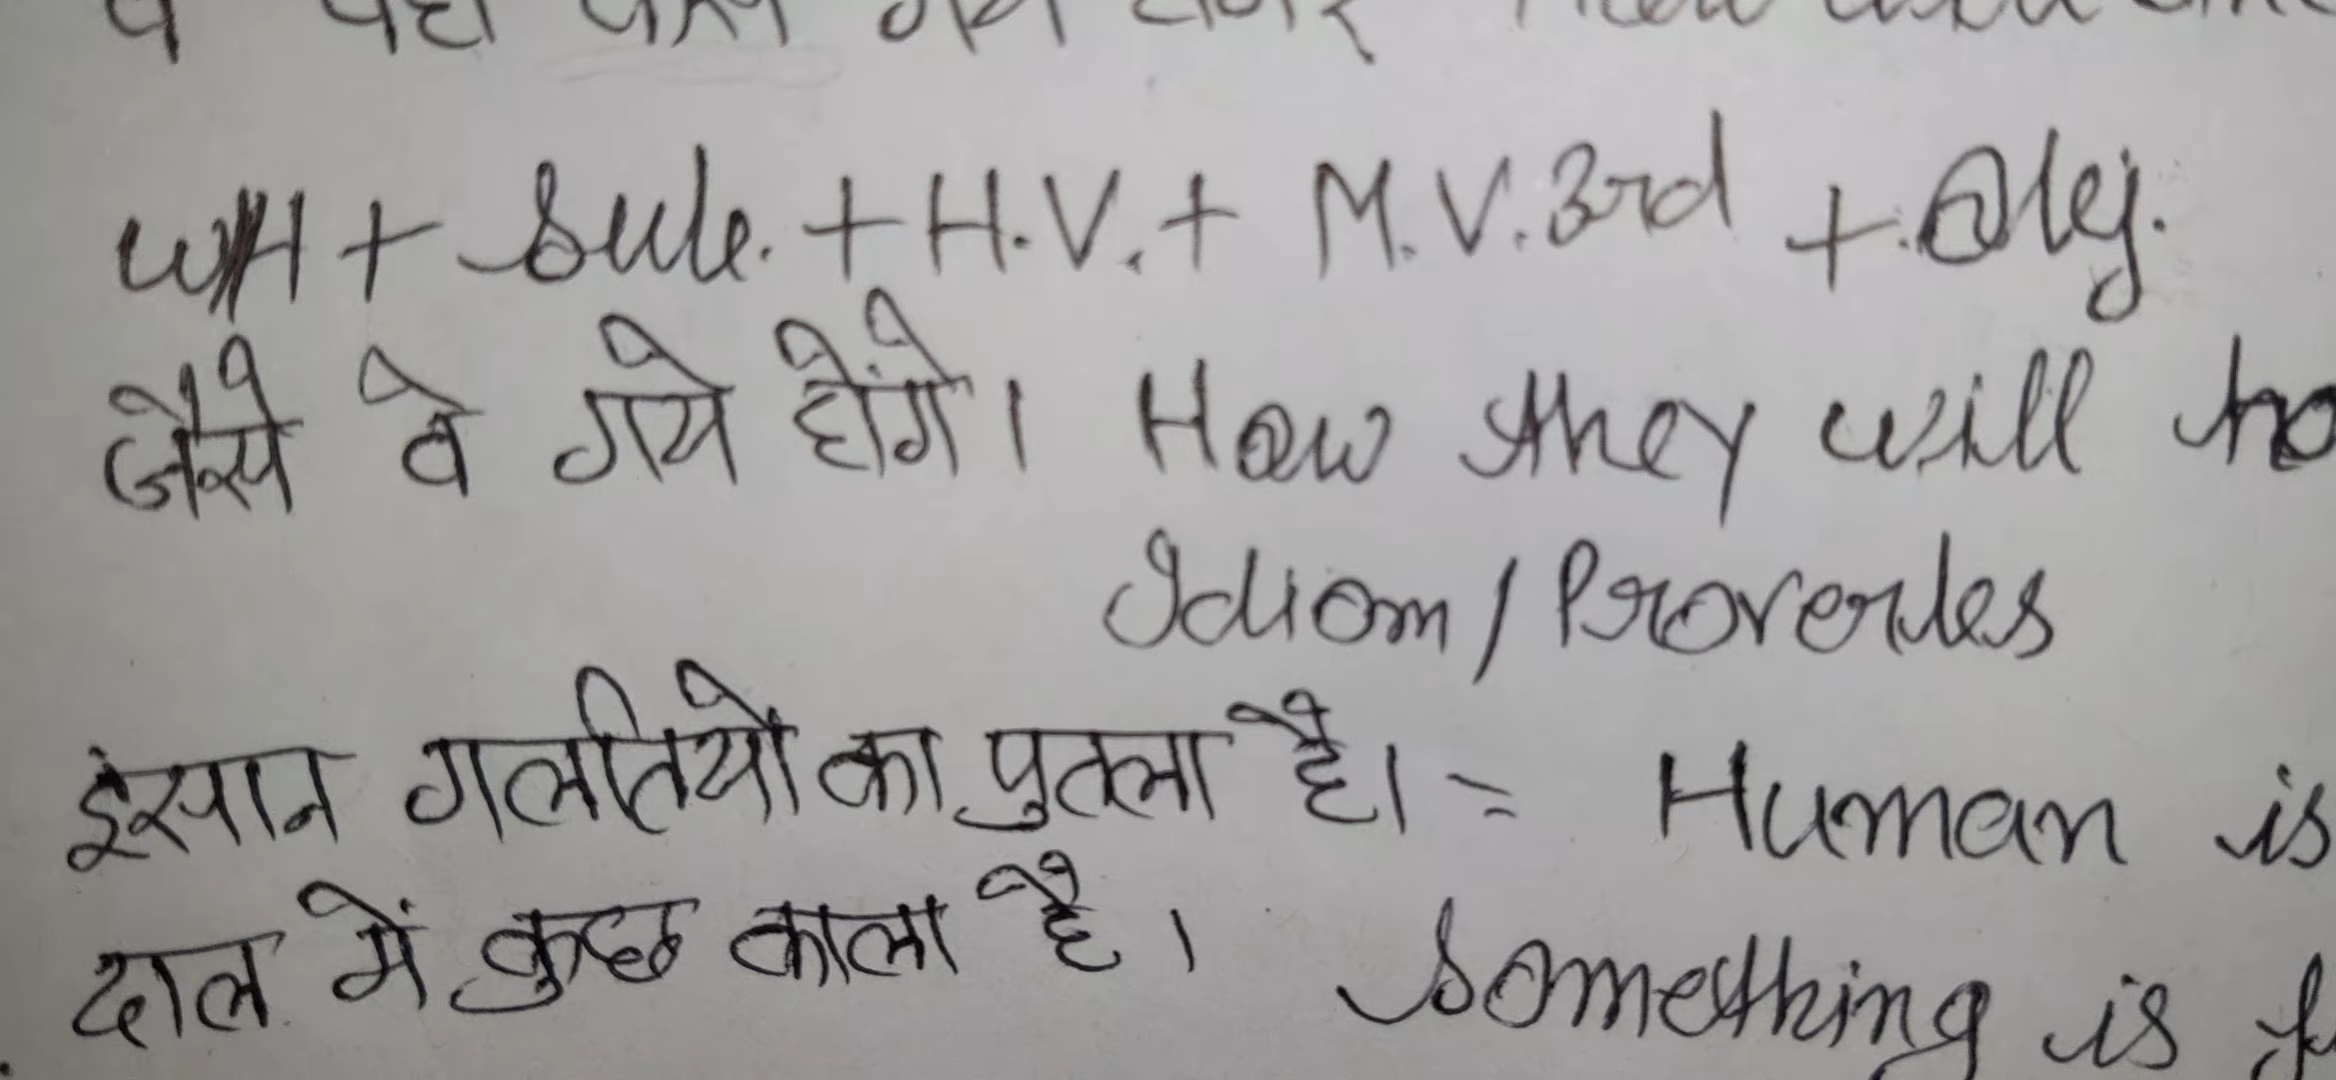 WH + Sub. + H.V. + M.V. 3rd + Obj.
जैसे वे गये होंगे। How they will
Idiom / Proverbs
इंसान गलतियों का पुतला है। = Human is
दाल में कुछ काला है। Something is